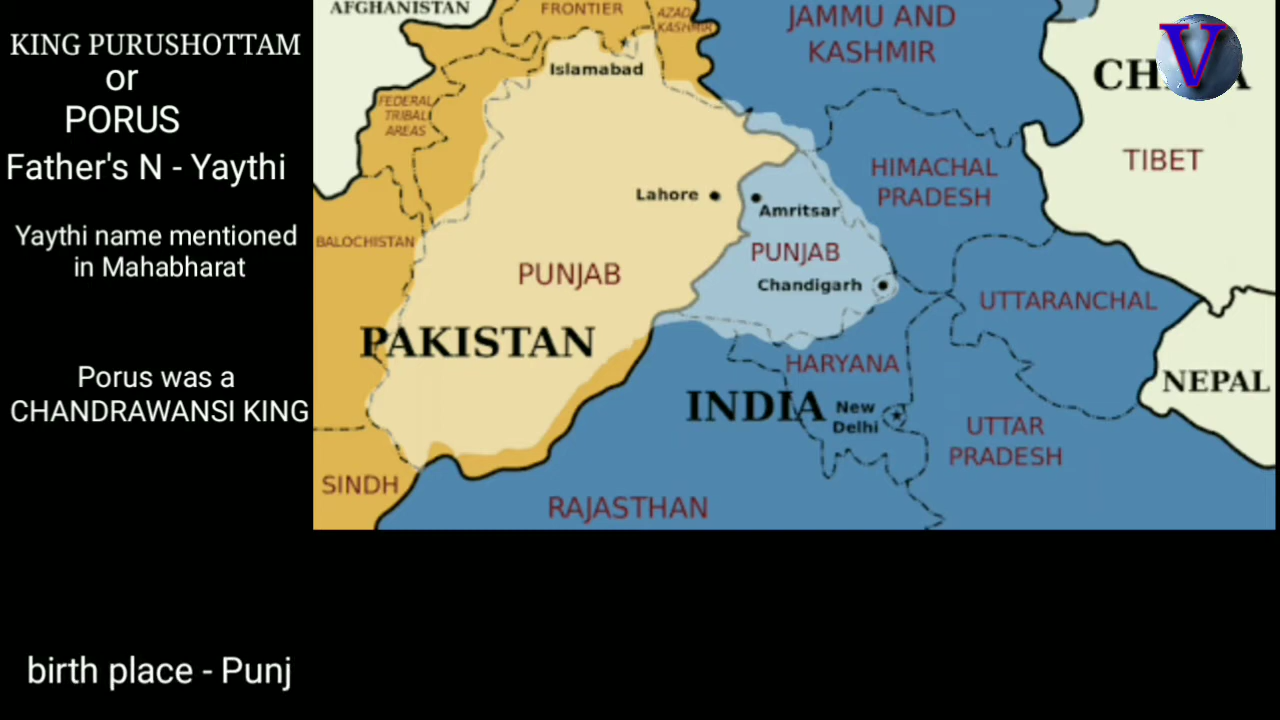 KING PURUSHOTTAM
or
PORUS
Father's N - Yaythi
Yaythi name mentioned
in Mahabharat
Porus was a
CHANDRAWANSI KING
birth place - Punj
AFGHANISTAN
FRONTIER
AZAD
KASHMIR
JAMMU AND
KASHMIR
V
Islamabad
FEDERAL
TRIBAL
AREAS
TIBET
HIMACHAL
PRADESH
Lahore
Amritsar
BALOCHISTAN
PUNJAB
PUNJAB
Chandigarh
UTTARANCHAL
PAKISTAN
HARYANA
NEPAL
INDIA
New
Delhi
UTTAR
PRADESH
SINDH
RAJASTHAN